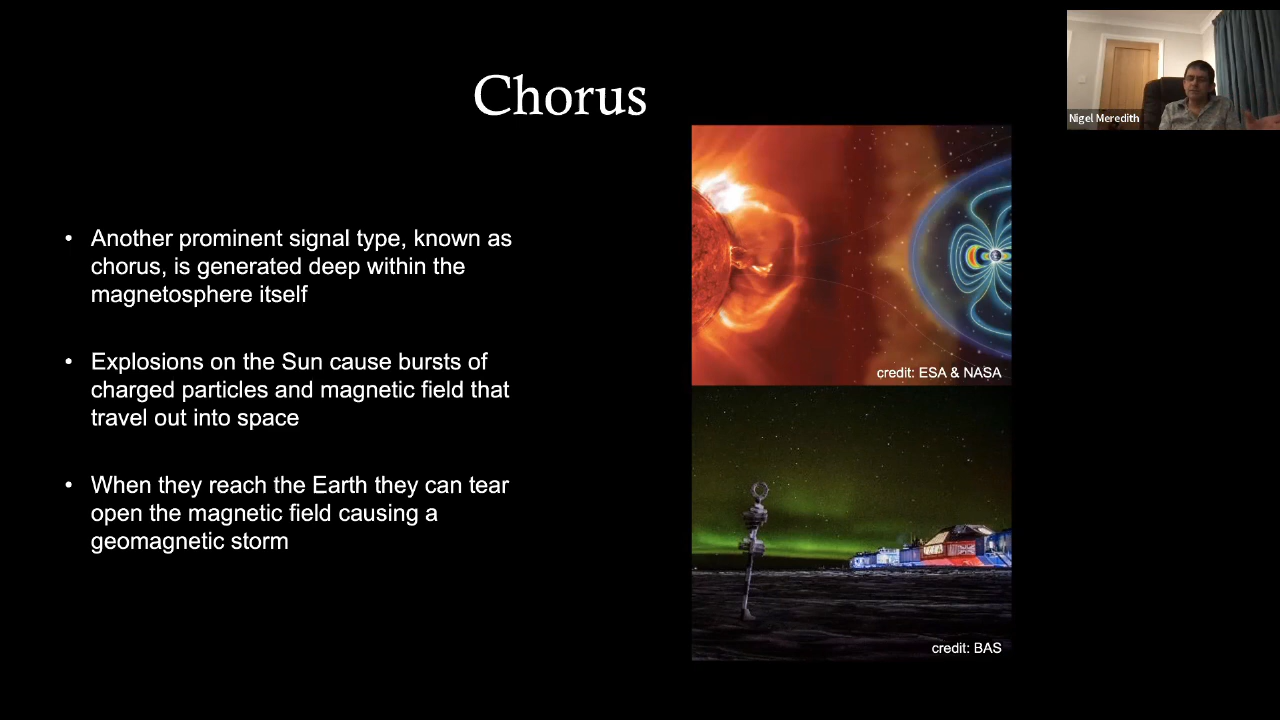 Chorus
Nigel Meredith
• Another prominent signal type, known as
chorus, is generated deep within the
magnetosphere itself
• Explosions on the Sun cause bursts of
charged particles and magnetic field that
travel out into space
• When they reach the Earth they can tear
open the magnetic field causing a
geomagnetic storm
credit: ESA & NASA
credit: BAS